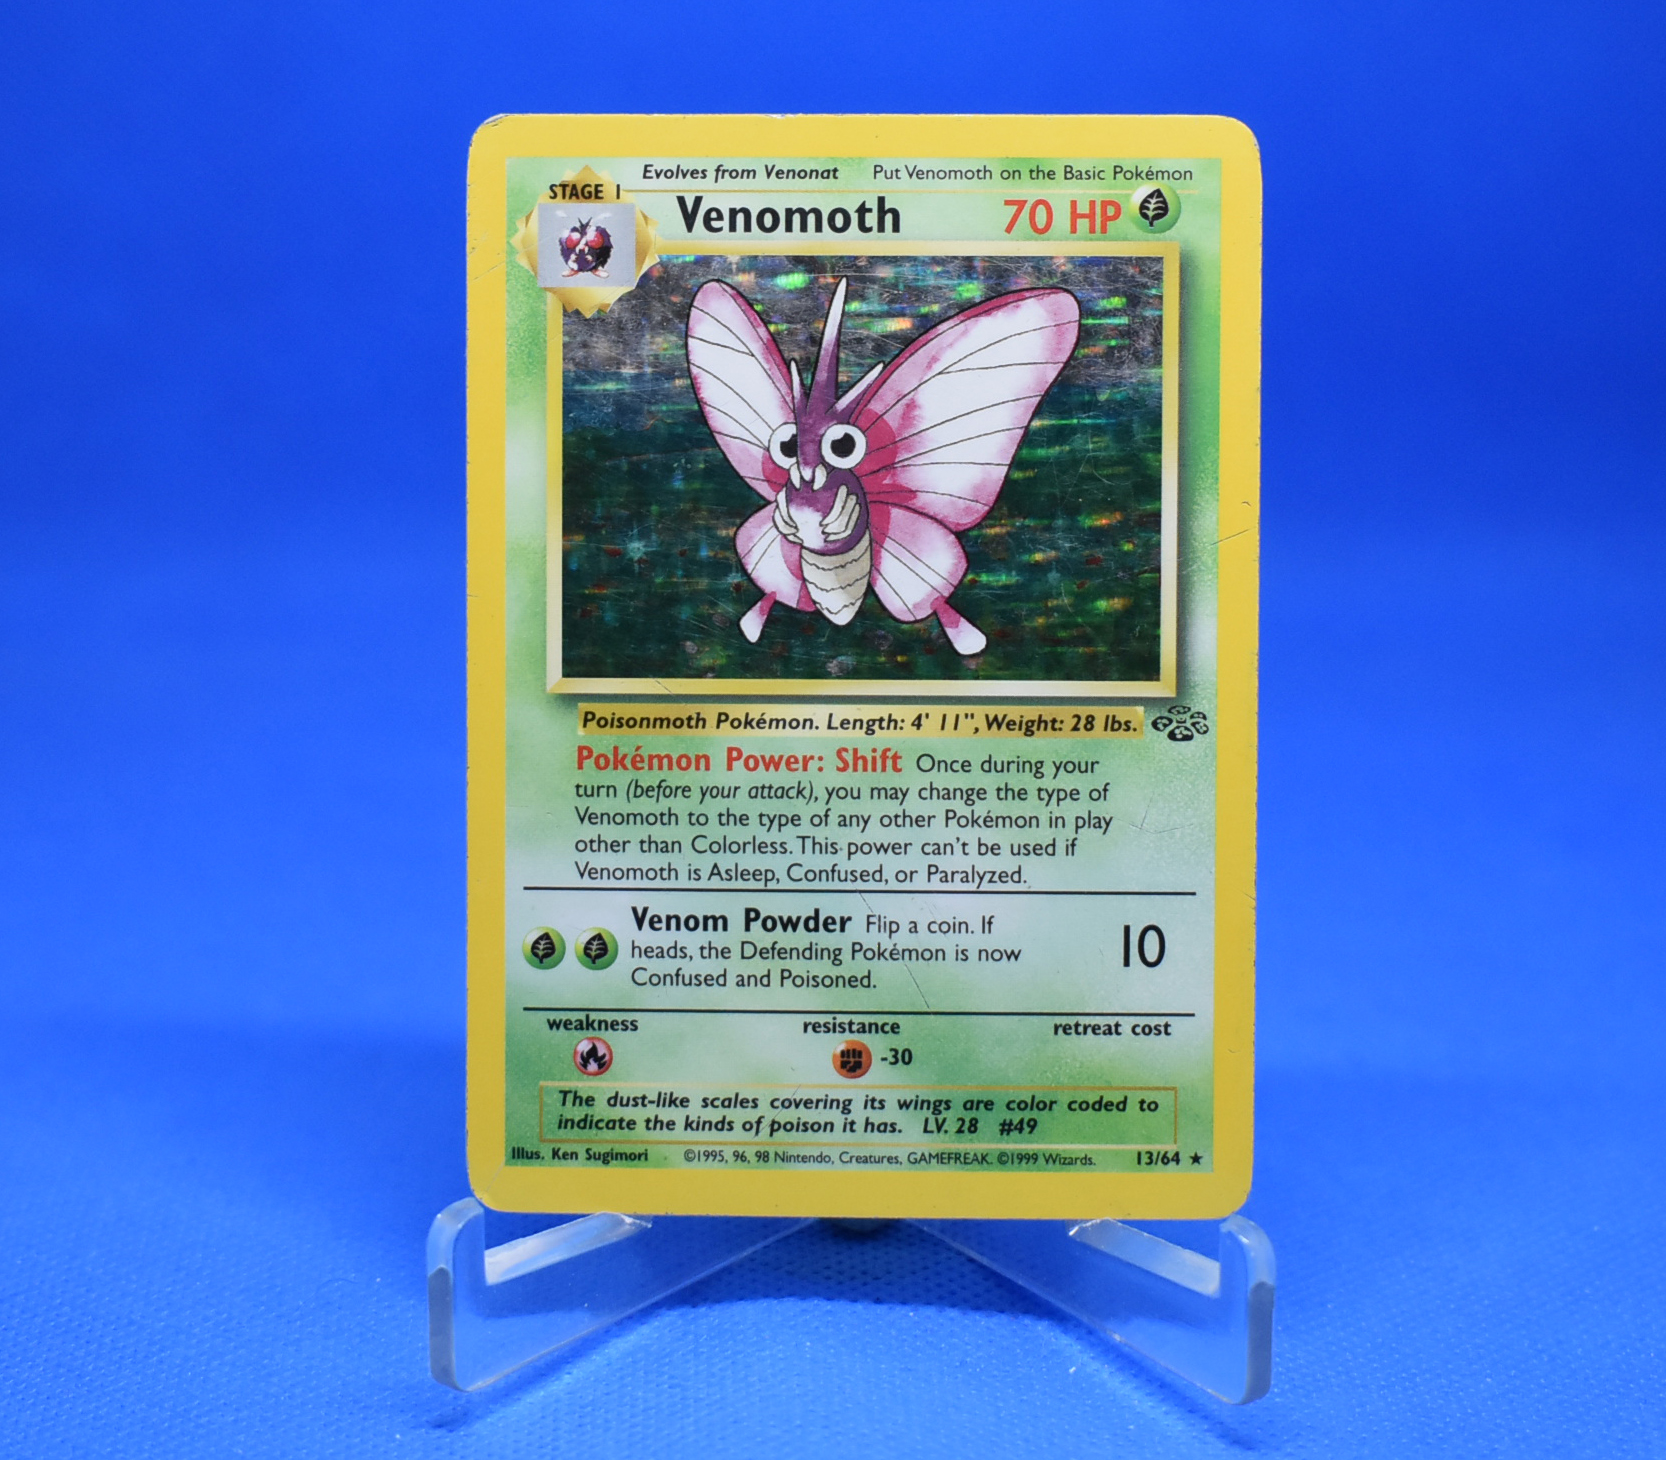 Evolves from Venonat Put Venomoth on the Basic Pokémon
STAGE 1
Venomoth 70 HP
Poisonmoth Pokémon. Length: 4' 11", Weight: 28 lbs.
Pokémon Power: Shift Once during your
turn (before your attack), you may change the type of
Venomoth to the type of any other Pokémon in play
other than Colorless. This power can't be used if
Venomoth is Asleep, Confused, or Paralyzed.
Venom Powder Flip a coin. If
heads, the Defending Pokémon is now
Confused and Poisoned.
10
weakness resistance retreat cost
-30
The dust-like scales covering its wings are color coded to
indicate the kinds of poison it has. LV. 28 #49
Illus. Ken Sugimori ©1995, 96, 98 Nintendo, Creatures, GAMEFREAK. ©1999 Wizards. 13/64 ★